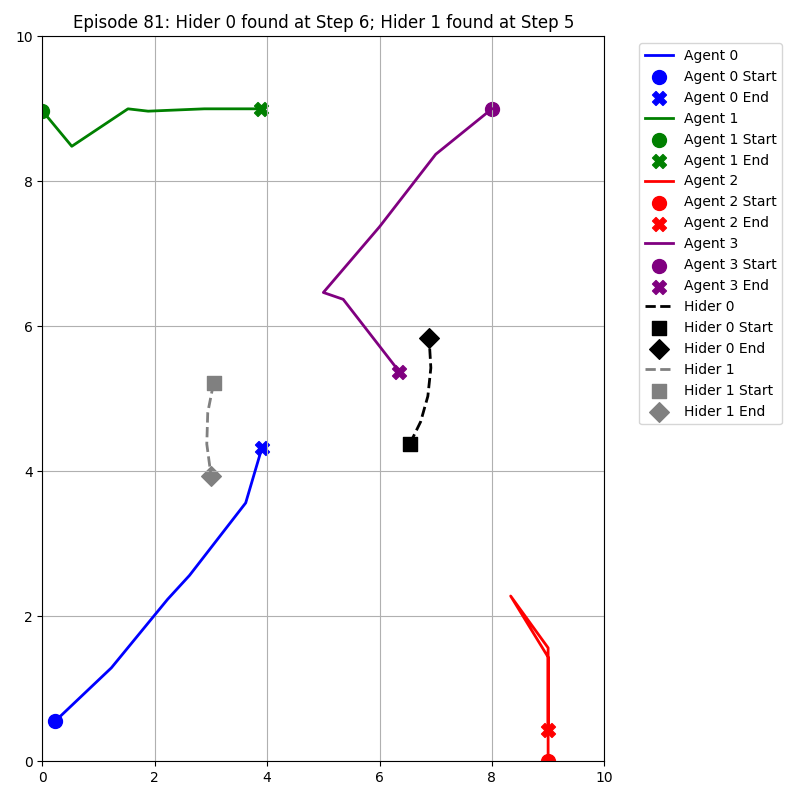 Episode 81: Hider 0 found at Step 6; Hider 1 found at Step 5
10
8
6
4
2
0
0 2 4 6 8 10
Agent 0
Agent 0 Start
Agent 0 End
Agent 1
Agent 1 Start
Agent 1 End
Agent 2
Agent 2 Start
Agent 2 End
Agent 3
Agent 3 Start
Agent 3 End
Hider 0
Hider 0 Start
Hider 0 End
Hider 1
Hider 1 Start
Hider 1 End